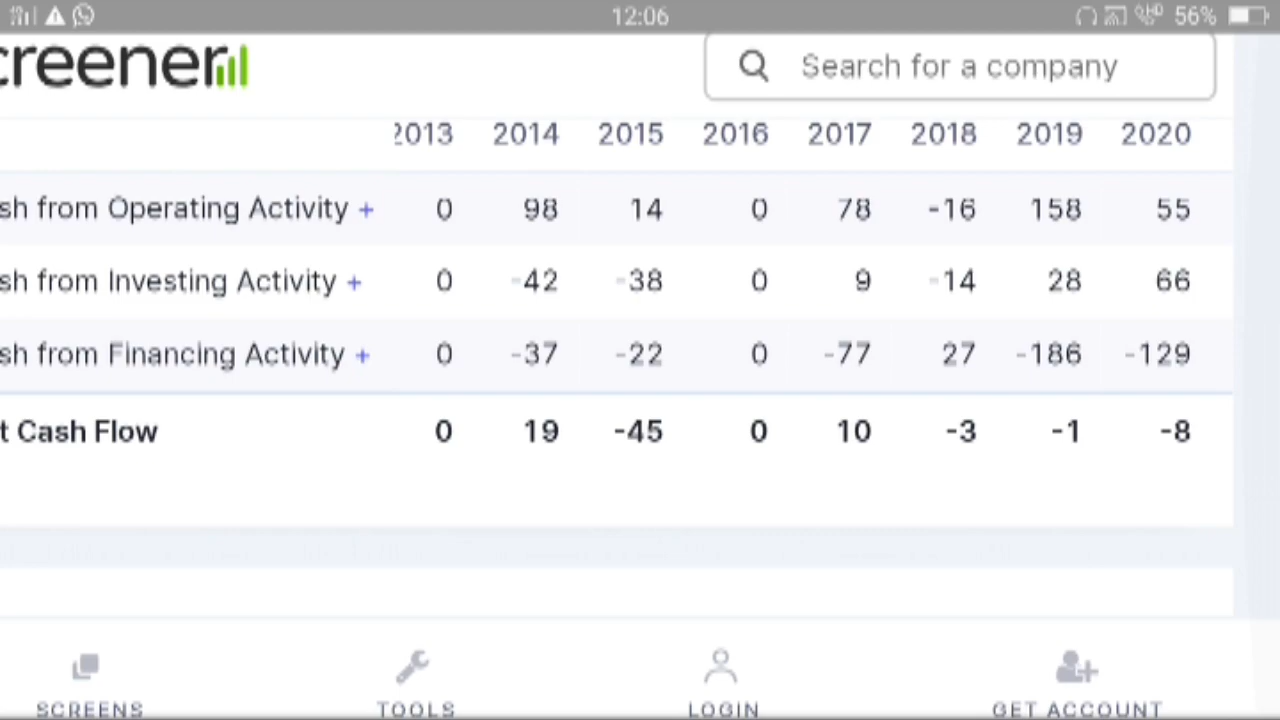 12:06 56%
creener Search for a company
2013 2014 2015 2016 2017 2018 2019 2020
sh from Operating Activity + 0 98 14 0 78 -16 158 55
sh from Investing Activity + 0 -42 -38 0 9 -14 28 66
sh from Financing Activity + 0 -37 -22 0 -77 27 -186 -129
t Cash Flow 0 19 -45 0 10 -3 -1 -8
SCREENS TOOLS LOGIN GET ACCOUNT